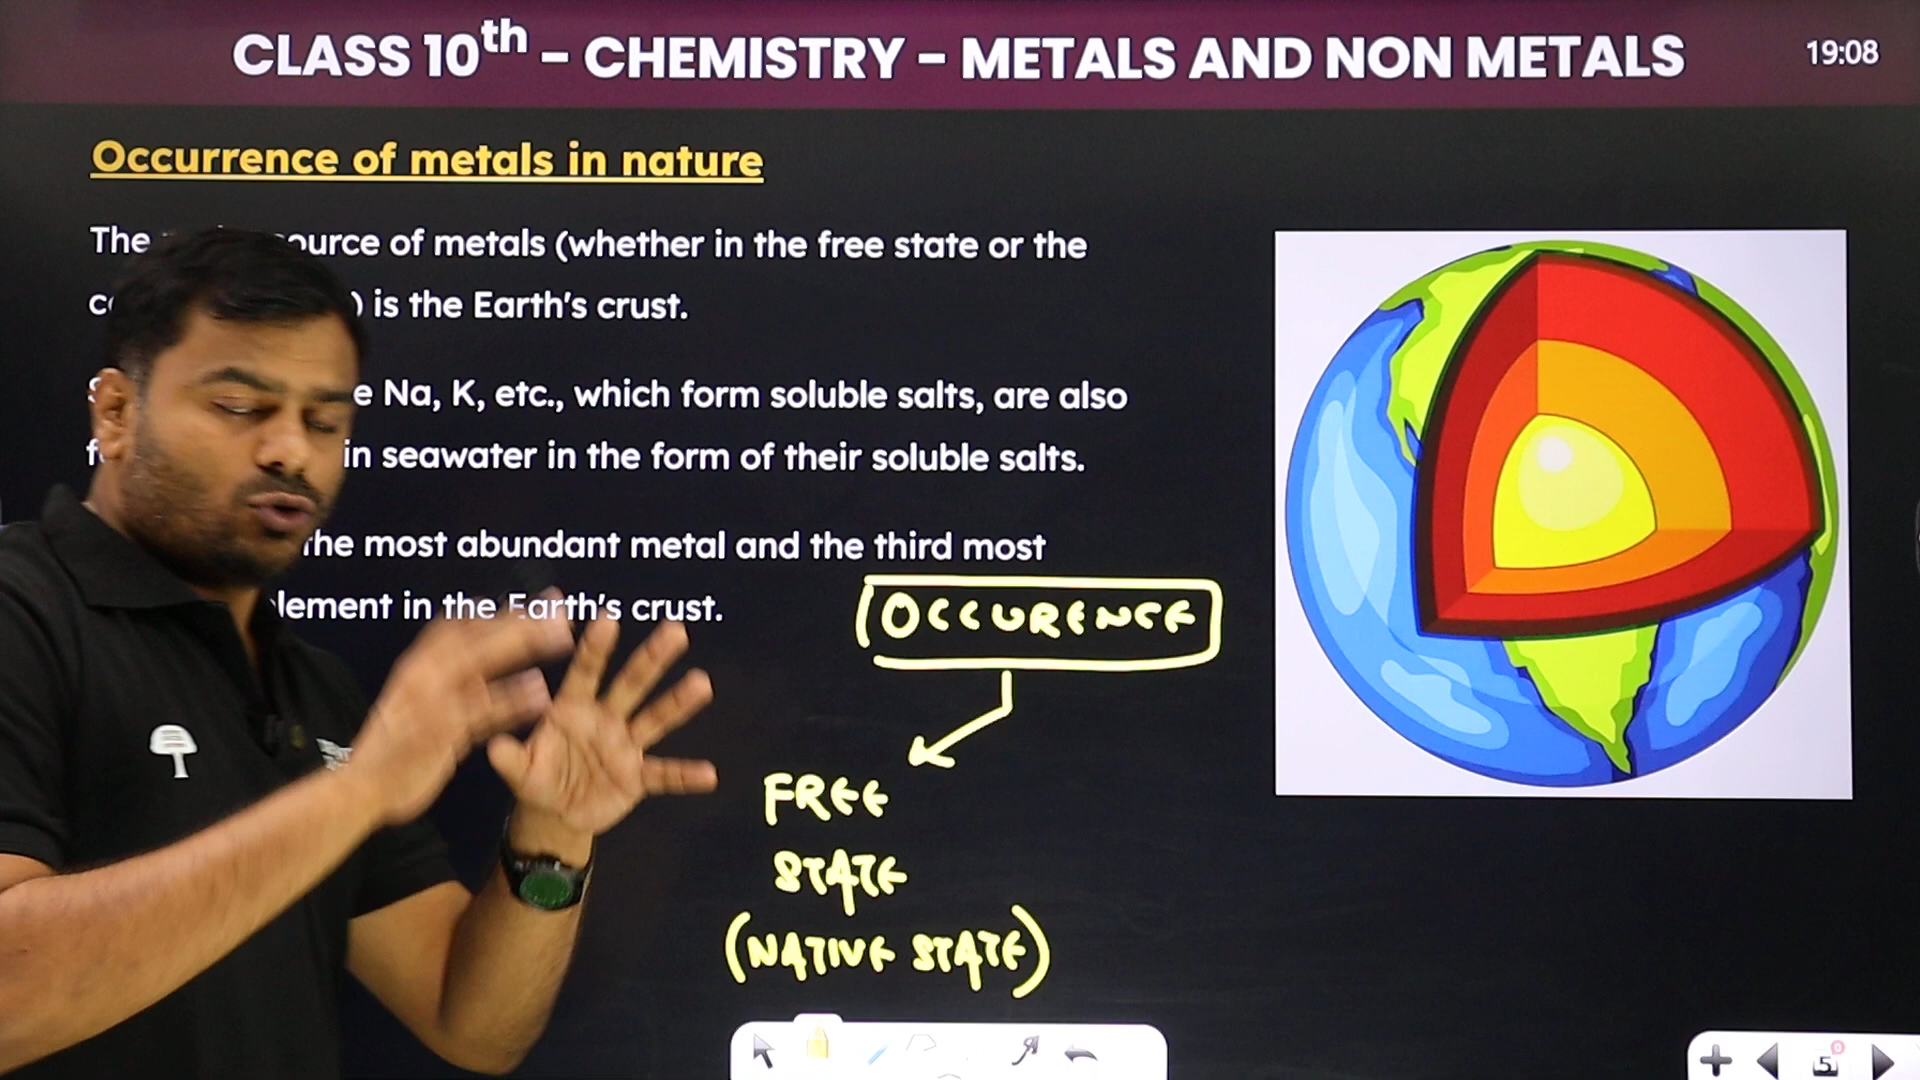 CLASS 10th - CHEMISTRY - METALS AND NON METALS
19:08
Occurrence of metals in nature
The ource of metals (whether in the free state or the
) is the Earth's crust.
Na, K, etc., which form soluble salts, are also
in seawater in the form of their soluble salts.
the most abundant metal and the third most
lement in the Earth's crust.
OCCURENCE
FREE
STATE
(NATIVE STATE)
5
0